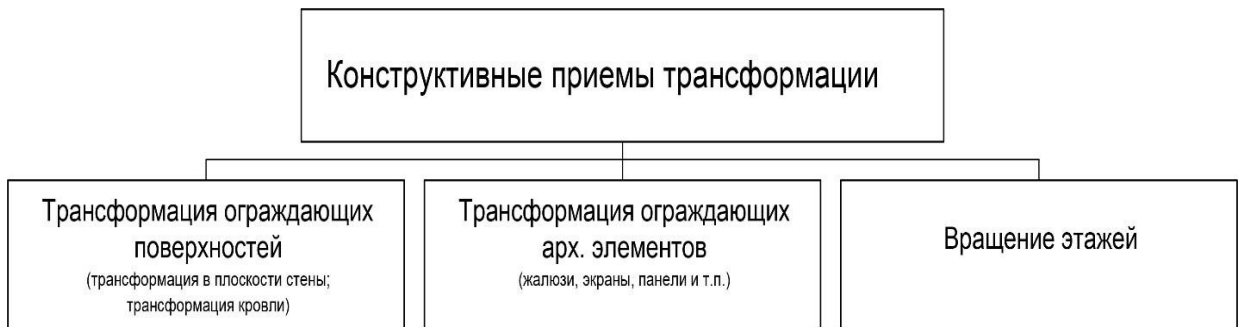 Конструктивные приемы трансформации
Трансформация ограждающих
поверхностей
(трансформация в плоскости стены;
трансформация кровли)
Трансформация ограждающих
арх. элементов
(жалюзи, экраны, панели и т.п.)
Вращение этажей